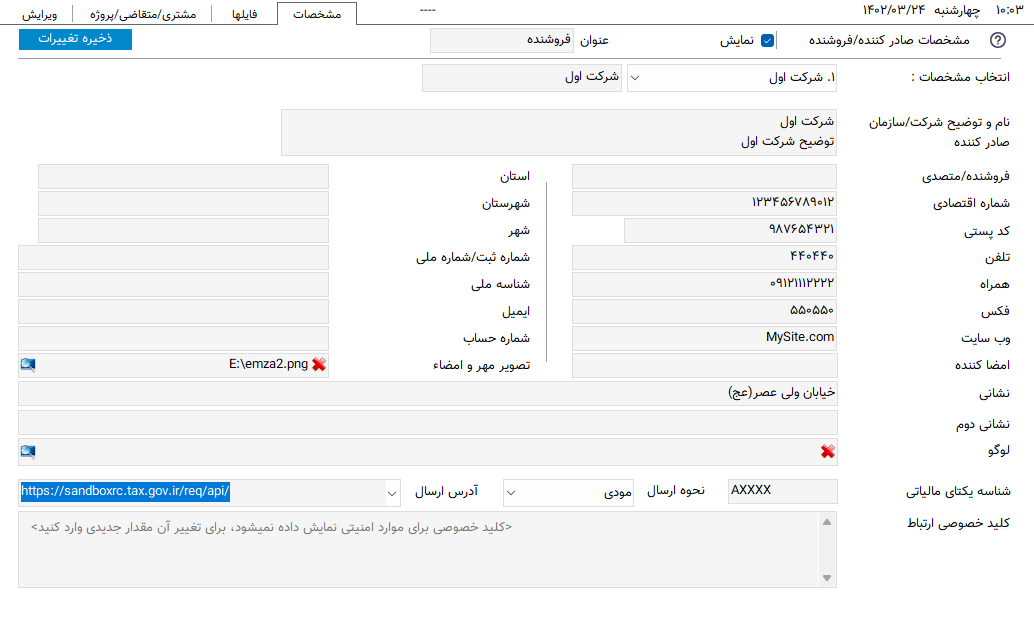 ۱۰:۰۳ چهارشنبه ۱۴۰۲/۰۳/۲۴
----
مشخصات
فایلها
مشتری/متقاضی/پروژه
ویرایش
مشخصات صادر کننده/فروشنده
نمایش
عنوان
فروشنده
ذخیره تغییرات
انتخاب مشخصات :
۱. شرکت اول
شرکت اول
نام و توضیح شرکت/سازمان
صادر کننده
شرکت اول
توضیح شرکت اول
فروشنده/متصدی
استان
شماره اقتصادی
۱۲۳۴۵۶۷۸۹۰۱۲
شهرستان
کد پستی
۹۸۷۶۵۴۳۲۱
شهر
تلفن
۴۴۰۴۴۰
شماره ثبت/شماره ملی
همراه
۰۹۱۲۱۱۱۲۲۲۲
شناسه ملی
فکس
۵۵۰۵۵۰
ایمیل
وب سایت
MySite.com
شماره حساب
امضا کننده
تصویر مهر و امضاء
E:\emza2.png
نشانی
خیابان ولی عصر(عج)
نشانی دوم
لوگو
شناسه یکتای مالیاتی
AXXXX
نحوه ارسال
مودی
آدرس ارسال
https://sandboxrc.tax.gov.ir/req/api/
کلید خصوصی ارتباط
<کلید خصوصی برای موارد امنیتی نمایش داده نمیشود، برای تغییر آن مقدار جدیدی وارد کنید>